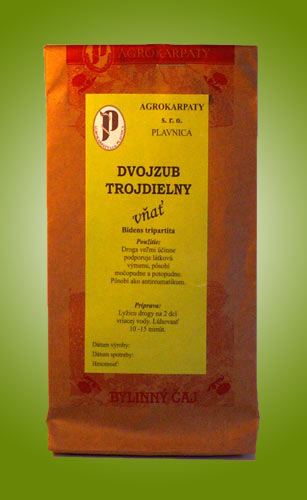 AGROKARPATY
AGROKARPATY
s. r. o.
PLAVNICA
DVOJZUB
TROJDIELNY
vňať
Bidens tripartita
Použitie:
Droga veľmi účinne
podporuje látkovú
výmenu, pôsobí
močopudne a potopudne.
Pôsobí ako antireumatikum.
Príprava:
Lyžicu drogy na 2 dcl
vriacej vody. Lúhovať
10 -15 minút.
Dátum výroby:
Dátum spotreby:
Hmotnosť:
BYLINNÝ ČAJ